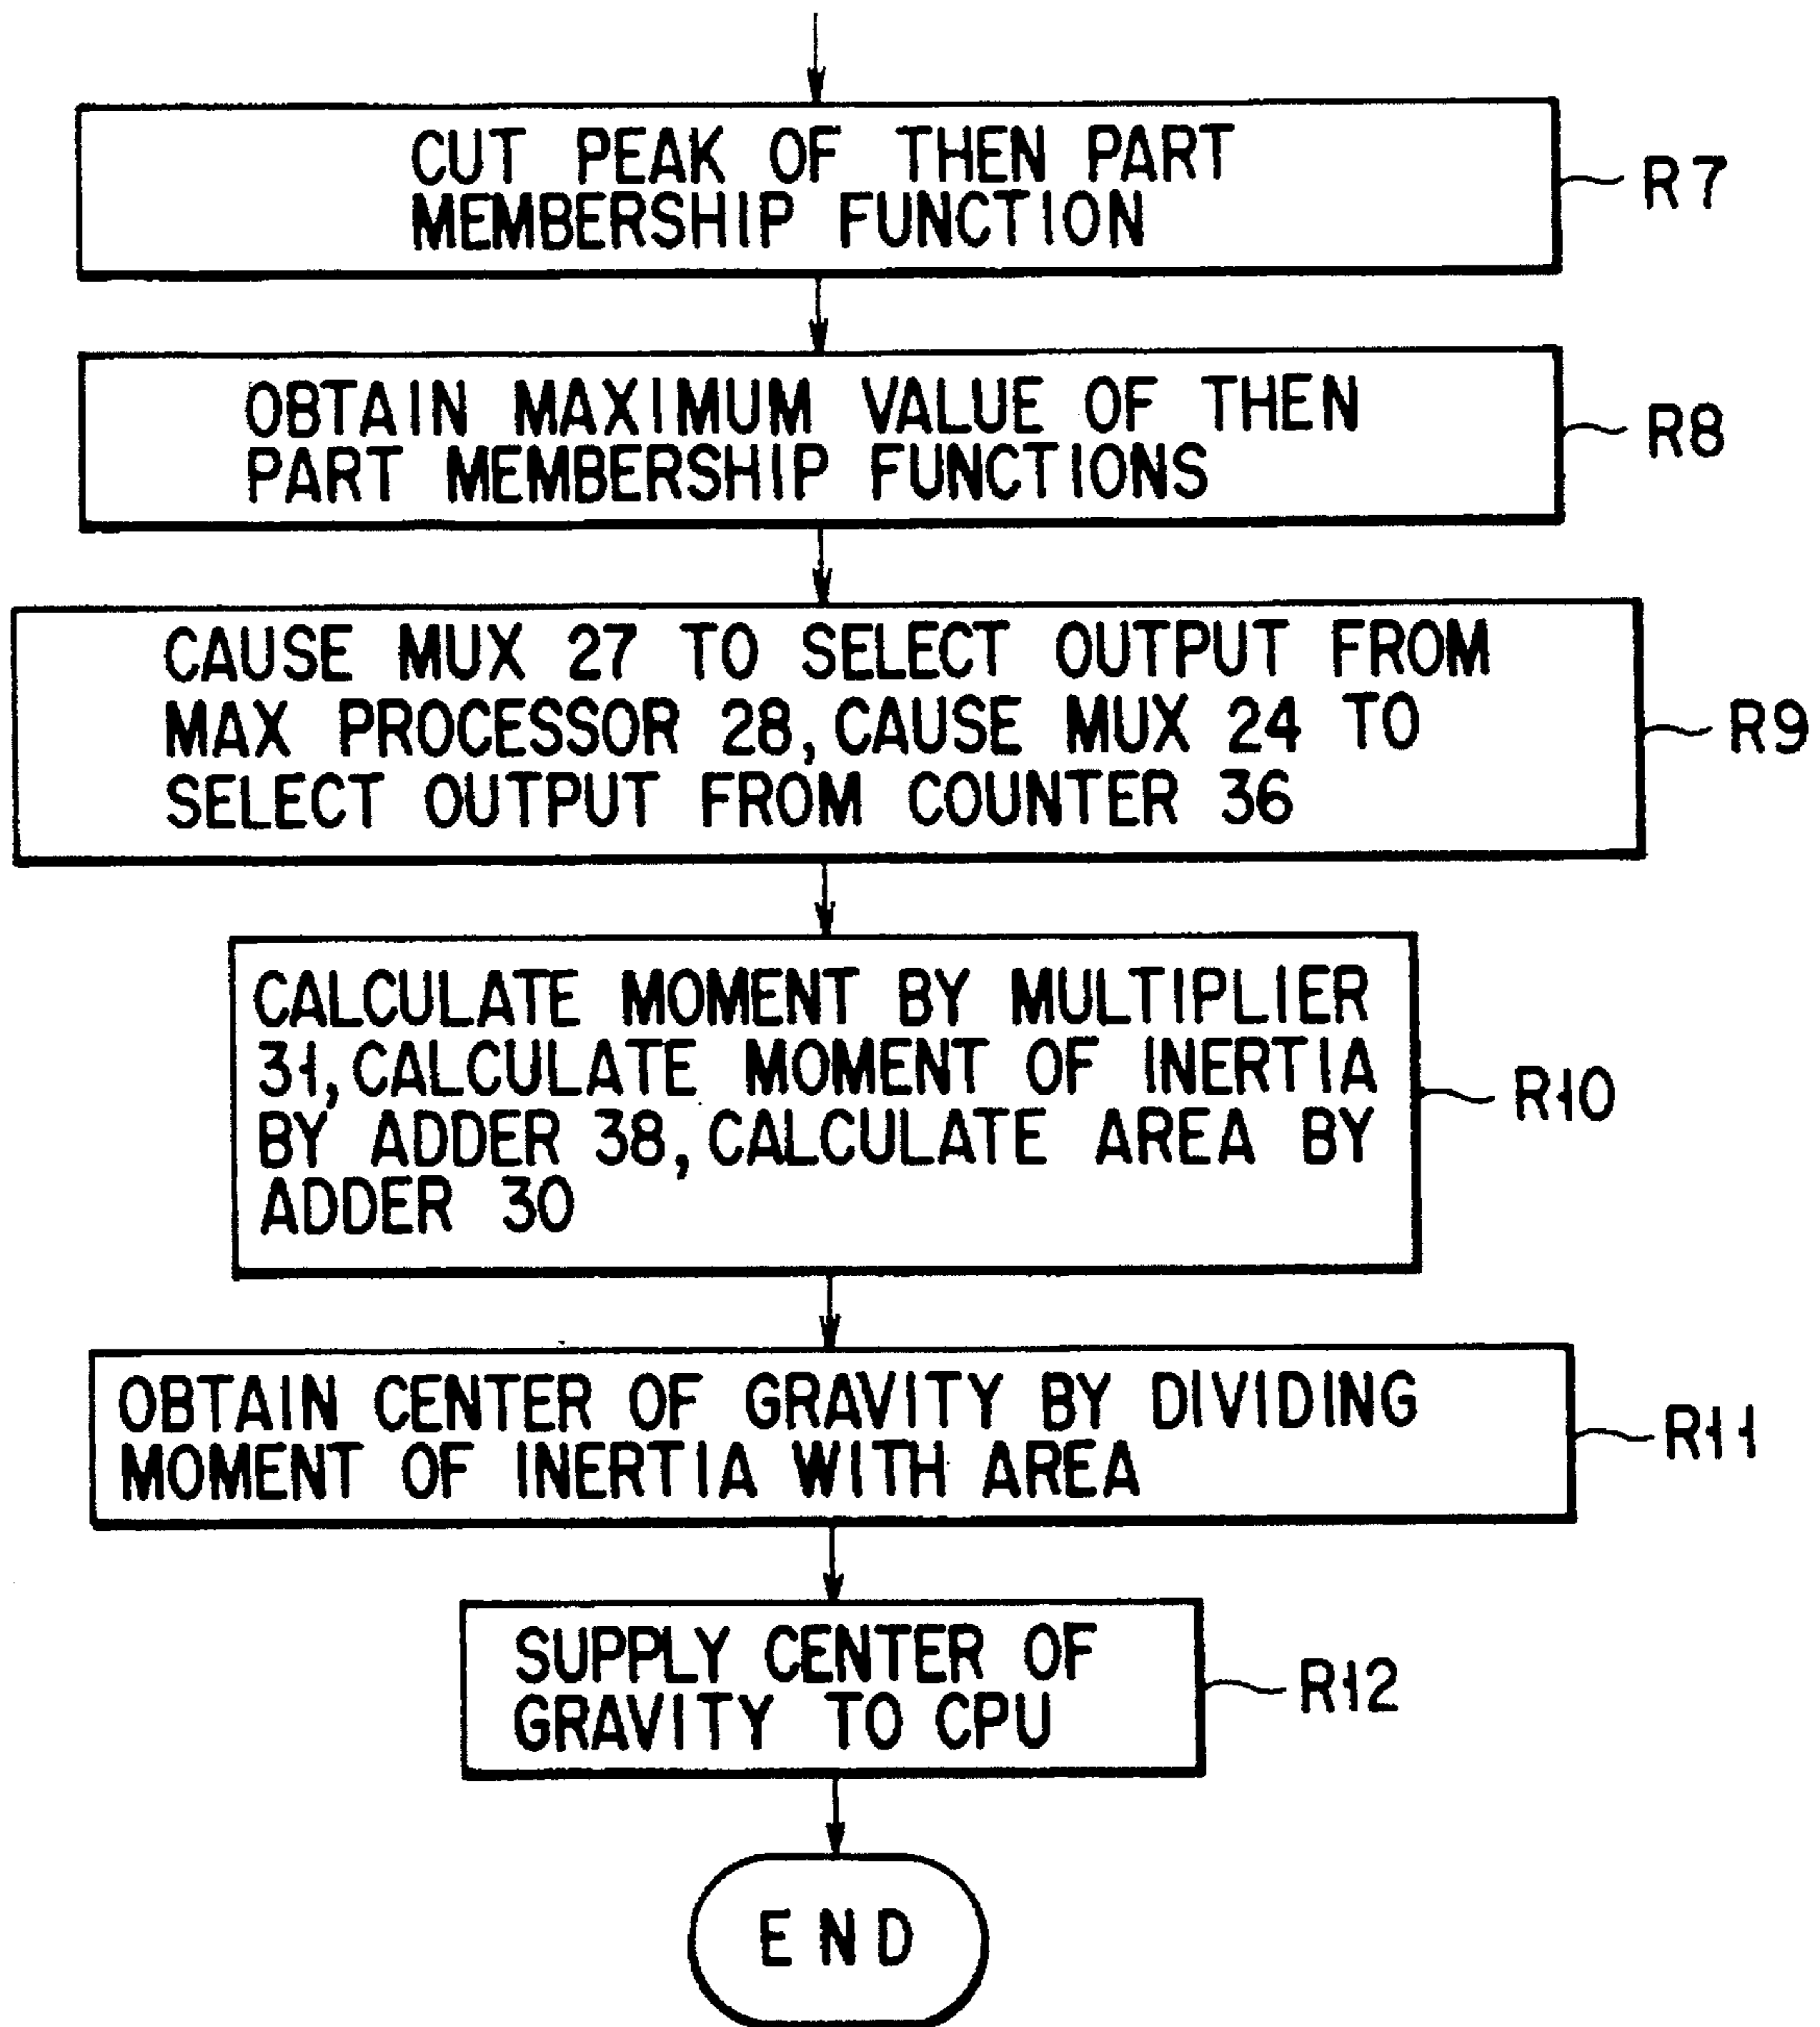 CUT PEAK OF THEN PART
MEMBERSHIP FUNCTION
R7
OBTAIN MAXIMUM VALUE OF THEN
PART MEMBERSHIP FUNCTIONS
R8
CAUSE MUX 27 TO SELECT OUTPUT FROM
MAX PROCESSOR 28, CAUSE MUX 24 TO
SELECT OUTPUT FROM COUNTER 36
R9
CALCULATE MOMENT BY MULTIPLIER
31, CALCULATE MOMENT OF INERTIA
BY ADDER 38, CALCULATE AREA BY
ADDER 30
R10
OBTAIN CENTER OF GRAVITY BY DIVIDING
MOMENT OF INERTIA WITH AREA
R11
SUPPLY CENTER OF
GRAVITY TO CPU
R12
END